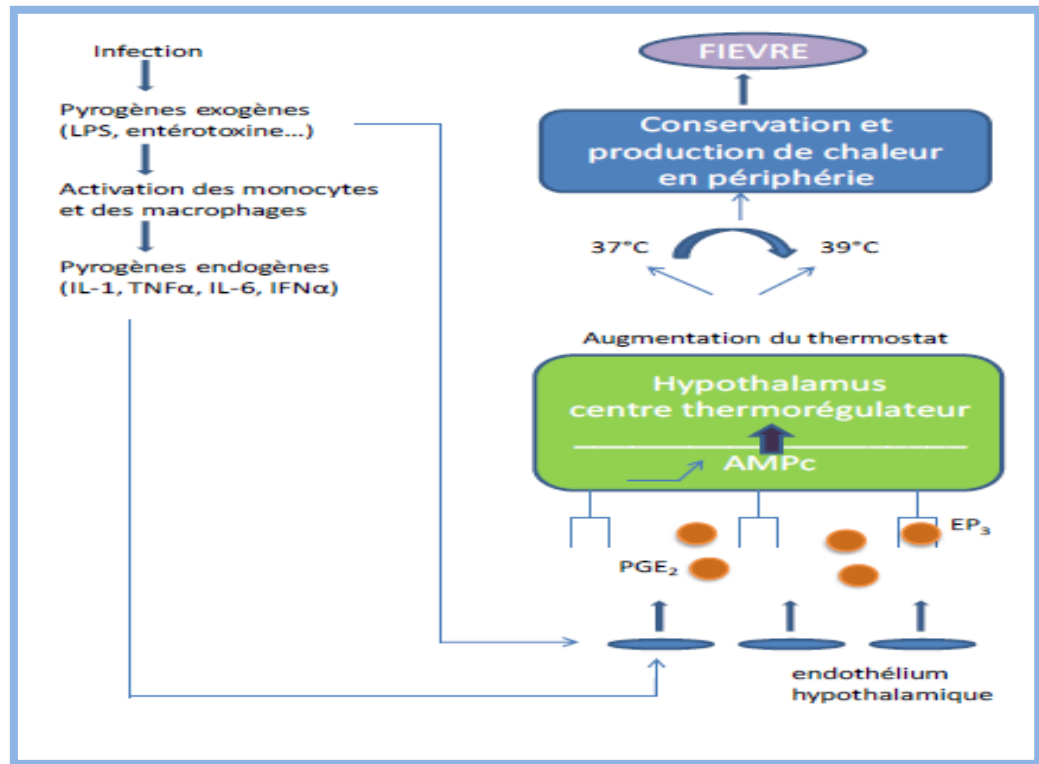 Infection
Pyrogènes exogènes
(LPS, entérotoxine...)
Activation des monocytes
et des macrophages
Pyrogènes endogènes
(IL-1, TNFα, IL-6, IFNα)
FIEVRE
Conservation et
production de chaleur
en périphérie
37°C
39°C
Augmentation du thermostat
Hypothalamus
centre thermorégulateur
AMPc
EP₃
PGE₂
endothélium
hypothalamique